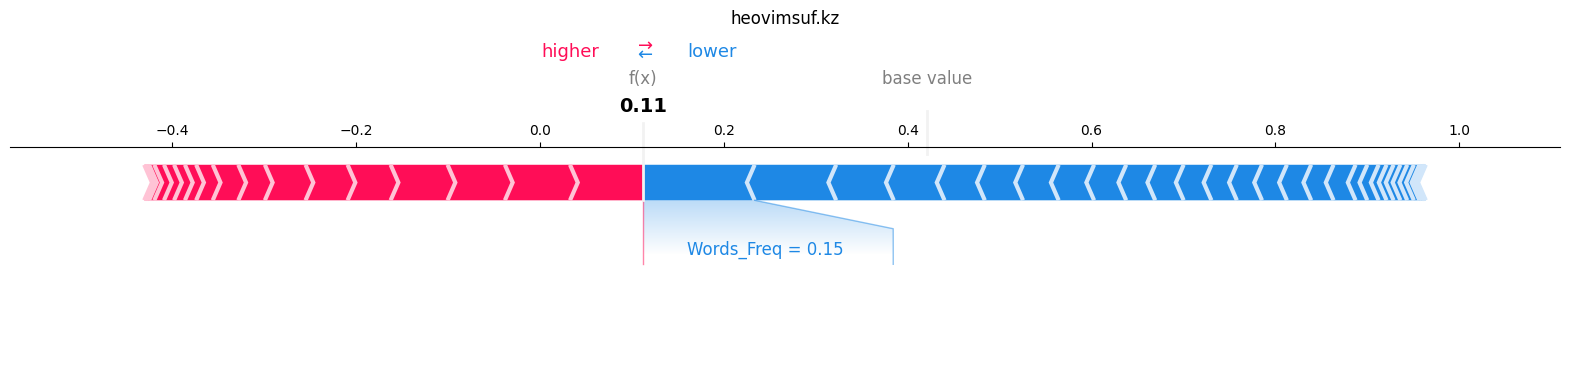 heovimsuf.kz
higher → ← lower
f(x) base value
0.11
−0.4 −0.2 0.0 0.2 0.4 0.6 0.8 1.0
Words_Freq = 0.15